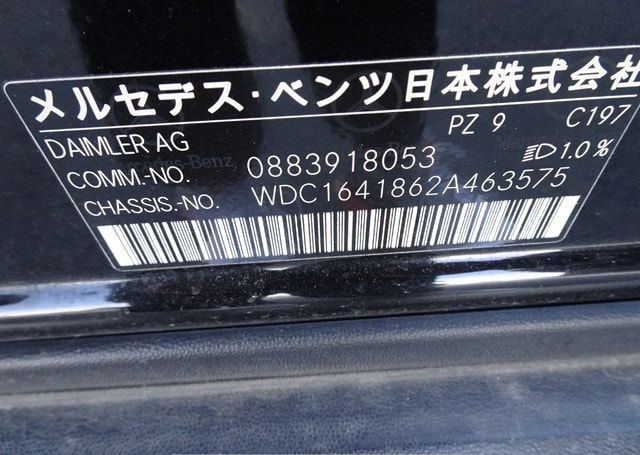 メルセデス・ベンツ日本株式会社
DAIMLER AG PZ 9 C197
COMM.-NO. 0883918053 1.0 %
CHASSIS.-NO. WDC1641862A463575